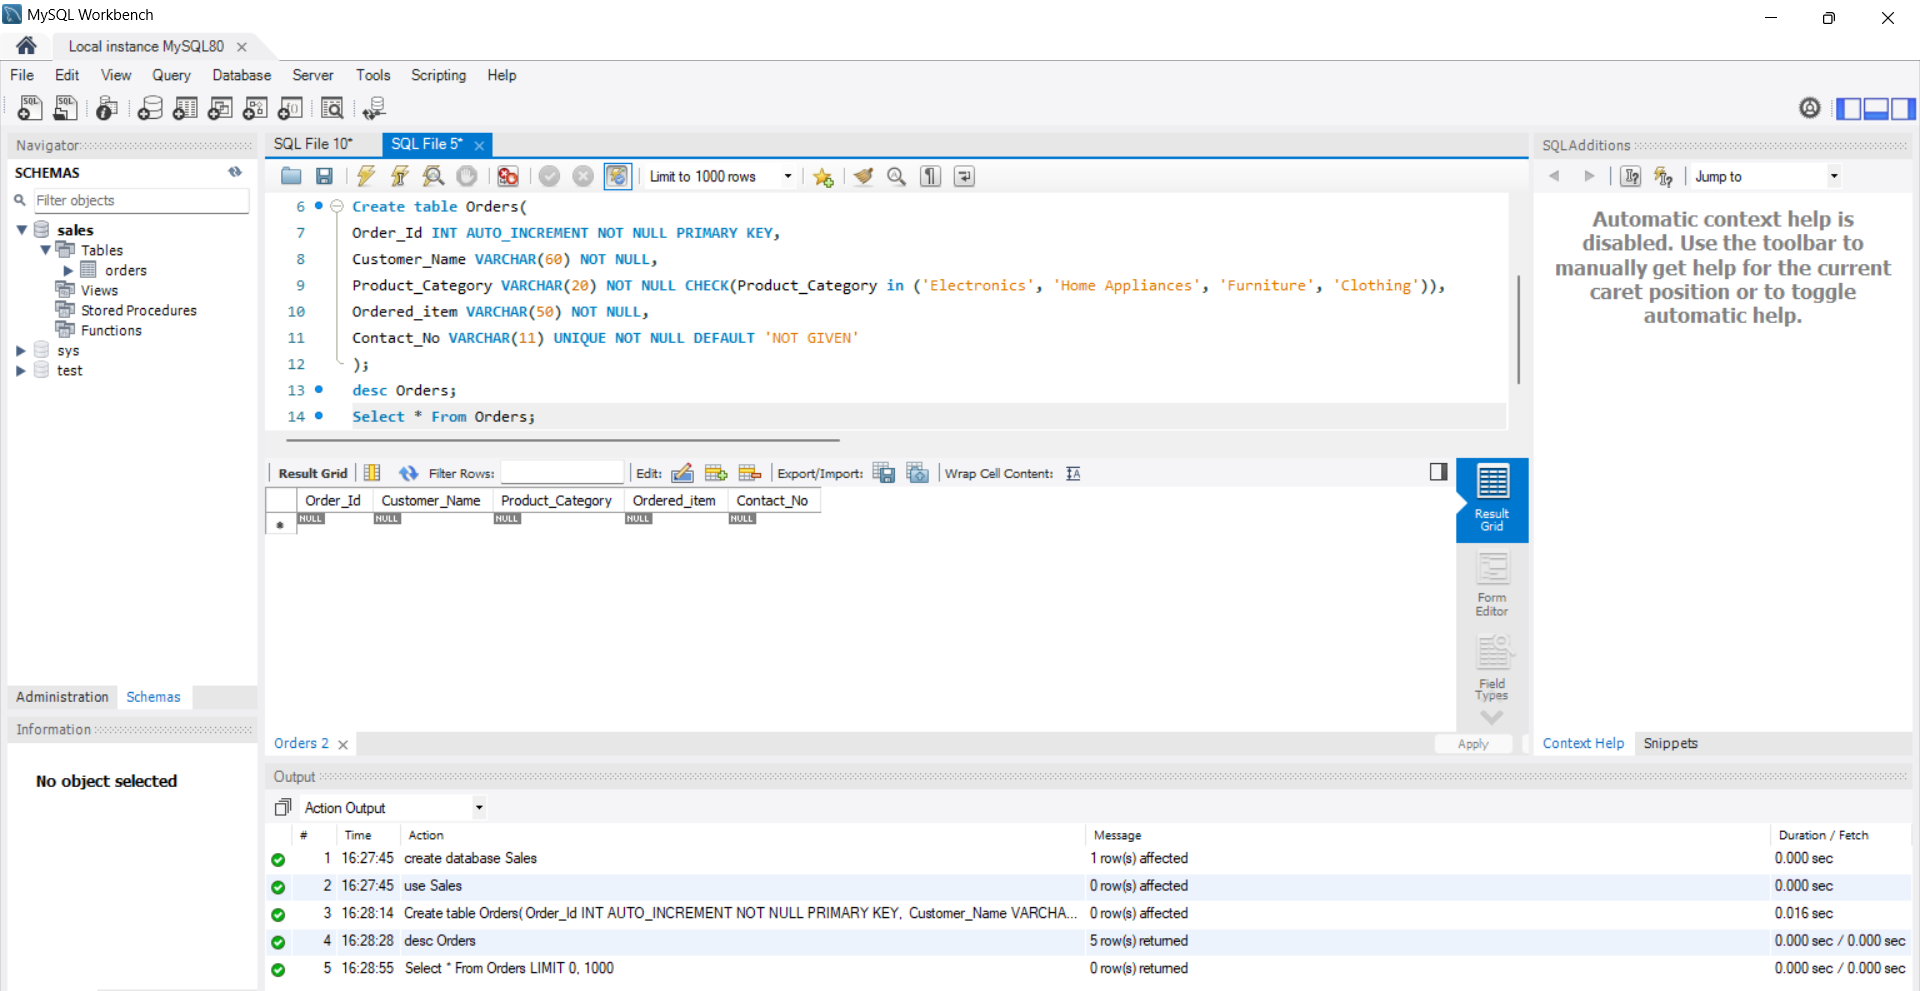 MySQL Workbench
Local instance MySQL80
File Edit View Query Database Server Tools Scripting Help
Navigator
SCHEMAS
Filter objects
sales
Tables
orders
Views
Stored Procedures
Functions
sys
test
Administration Schemas
Information
No object selected
SQL File 10* SQL File 5*
Limit to 1000 rows
6 Create table Orders(
7 Order_Id INT AUTO_INCREMENT NOT NULL PRIMARY KEY,
8 Customer_Name VARCHAR(60) NOT NULL,
9 Product_Category VARCHAR(20) NOT NULL CHECK(Product_Category in ('Electronics', 'Home Appliances', 'Furniture', 'Clothing')),
10 Ordered_item VARCHAR(50) NOT NULL,
11 Contact_No VARCHAR(11) UNIQUE NOT NULL DEFAULT 'NOT GIVEN'
12 );
13 desc Orders;
14 Select * From Orders;
Result Grid Filter Rows: Edit: Export/Import: Wrap Cell Content:
Order_Id Customer_Name Product_Category Ordered_item Contact_No
NULL NULL NULL NULL NULL
Result
Grid
Form
Editor
Field
Types
Orders 2
Apply
SQLAdditions
Jump to
Automatic context help is
disabled. Use the toolbar to
manually get help for the current
caret position or to toggle
automatic help.
Context Help Snippets
Output
Action Output
# Time Action Message Duration / Fetch
1 16:27:45 create database Sales 1 row(s) affected 0.000 sec
2 16:27:45 use Sales 0 row(s) affected 0.000 sec
3 16:28:14 Create table Orders( Order_Id INT AUTO_INCREMENT NOT NULL PRIMARY KEY, Customer_Name VARCHA... 0 row(s) affected 0.016 sec
4 16:28:28 desc Orders 5 row(s) returned 0.000 sec / 0.000 sec
5 16:28:55 Select * From Orders LIMIT 0, 1000 0 row(s) returned 0.000 sec / 0.000 sec